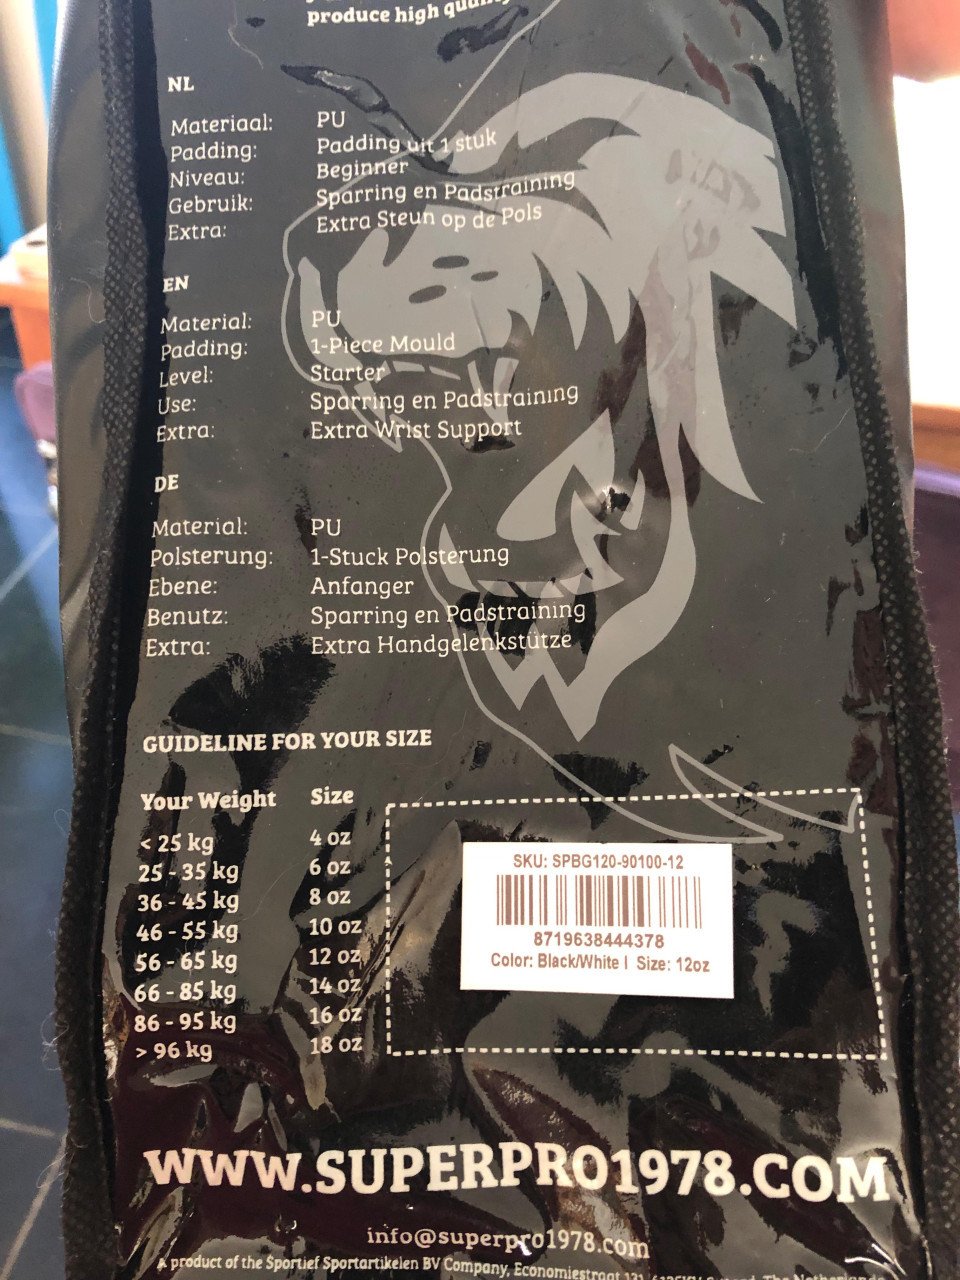 produce high quality
NL
Materiaal: PU
Padding: Padding uit 1 stuk
Niveau: Beginner
Gebruik: Sparring en Padstraining
Extra: Extra Steun op de Pols
EN
Material: PU
Padding: 1-Piece Mould
Level: Starter
Use: Sparring en Padstraining
Extra: Extra Wrist Support
DE
Material: PU
Polsterung: 1-Stuck Polsterung
Ebene: Anfanger
Benutz: Sparring en Padstraining
Extra: Extra Handgelenkstütze
GUIDELINE FOR YOUR SIZE
Your Weight Size
< 25 kg 4 oz
25 - 35 kg 6 oz
36 - 45 kg 8 oz
46 - 55 kg 10 oz
56 - 65 kg 12 oz
66 - 85 kg 14 oz
86 - 95 kg 16 oz
> 96 kg 18 oz
SKU: SPBG120-90100-12
8719638444378
Color: Black/White | Size: 12oz
WWW.SUPERPRO1978.COM
info@superpro1978.com
A product of the Sportief Sportartikelen BV Company, Economiestraat